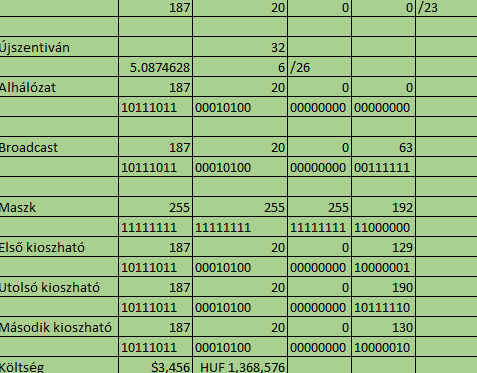 187 20 0 0 /23
Újszentiván 32
5.0874628 6 /26
Alhálózat 187 20 0 0
10111011 00010100 00000000 00000000
Broadcast 187 20 0 63
10111011 00010100 00000000 00111111
Maszk 255 255 255 192
11111111 11111111 11111111 11000000
Első kiosztható 187 20 0 129
10111011 00010100 00000000 10000001
Utolsó kiosztható 187 20 0 190
10111011 00010100 00000000 10111110
Második kiosztható 187 20 0 130
10111011 00010100 00000000 10000010
Költség $3,456 HUF 1,368,576